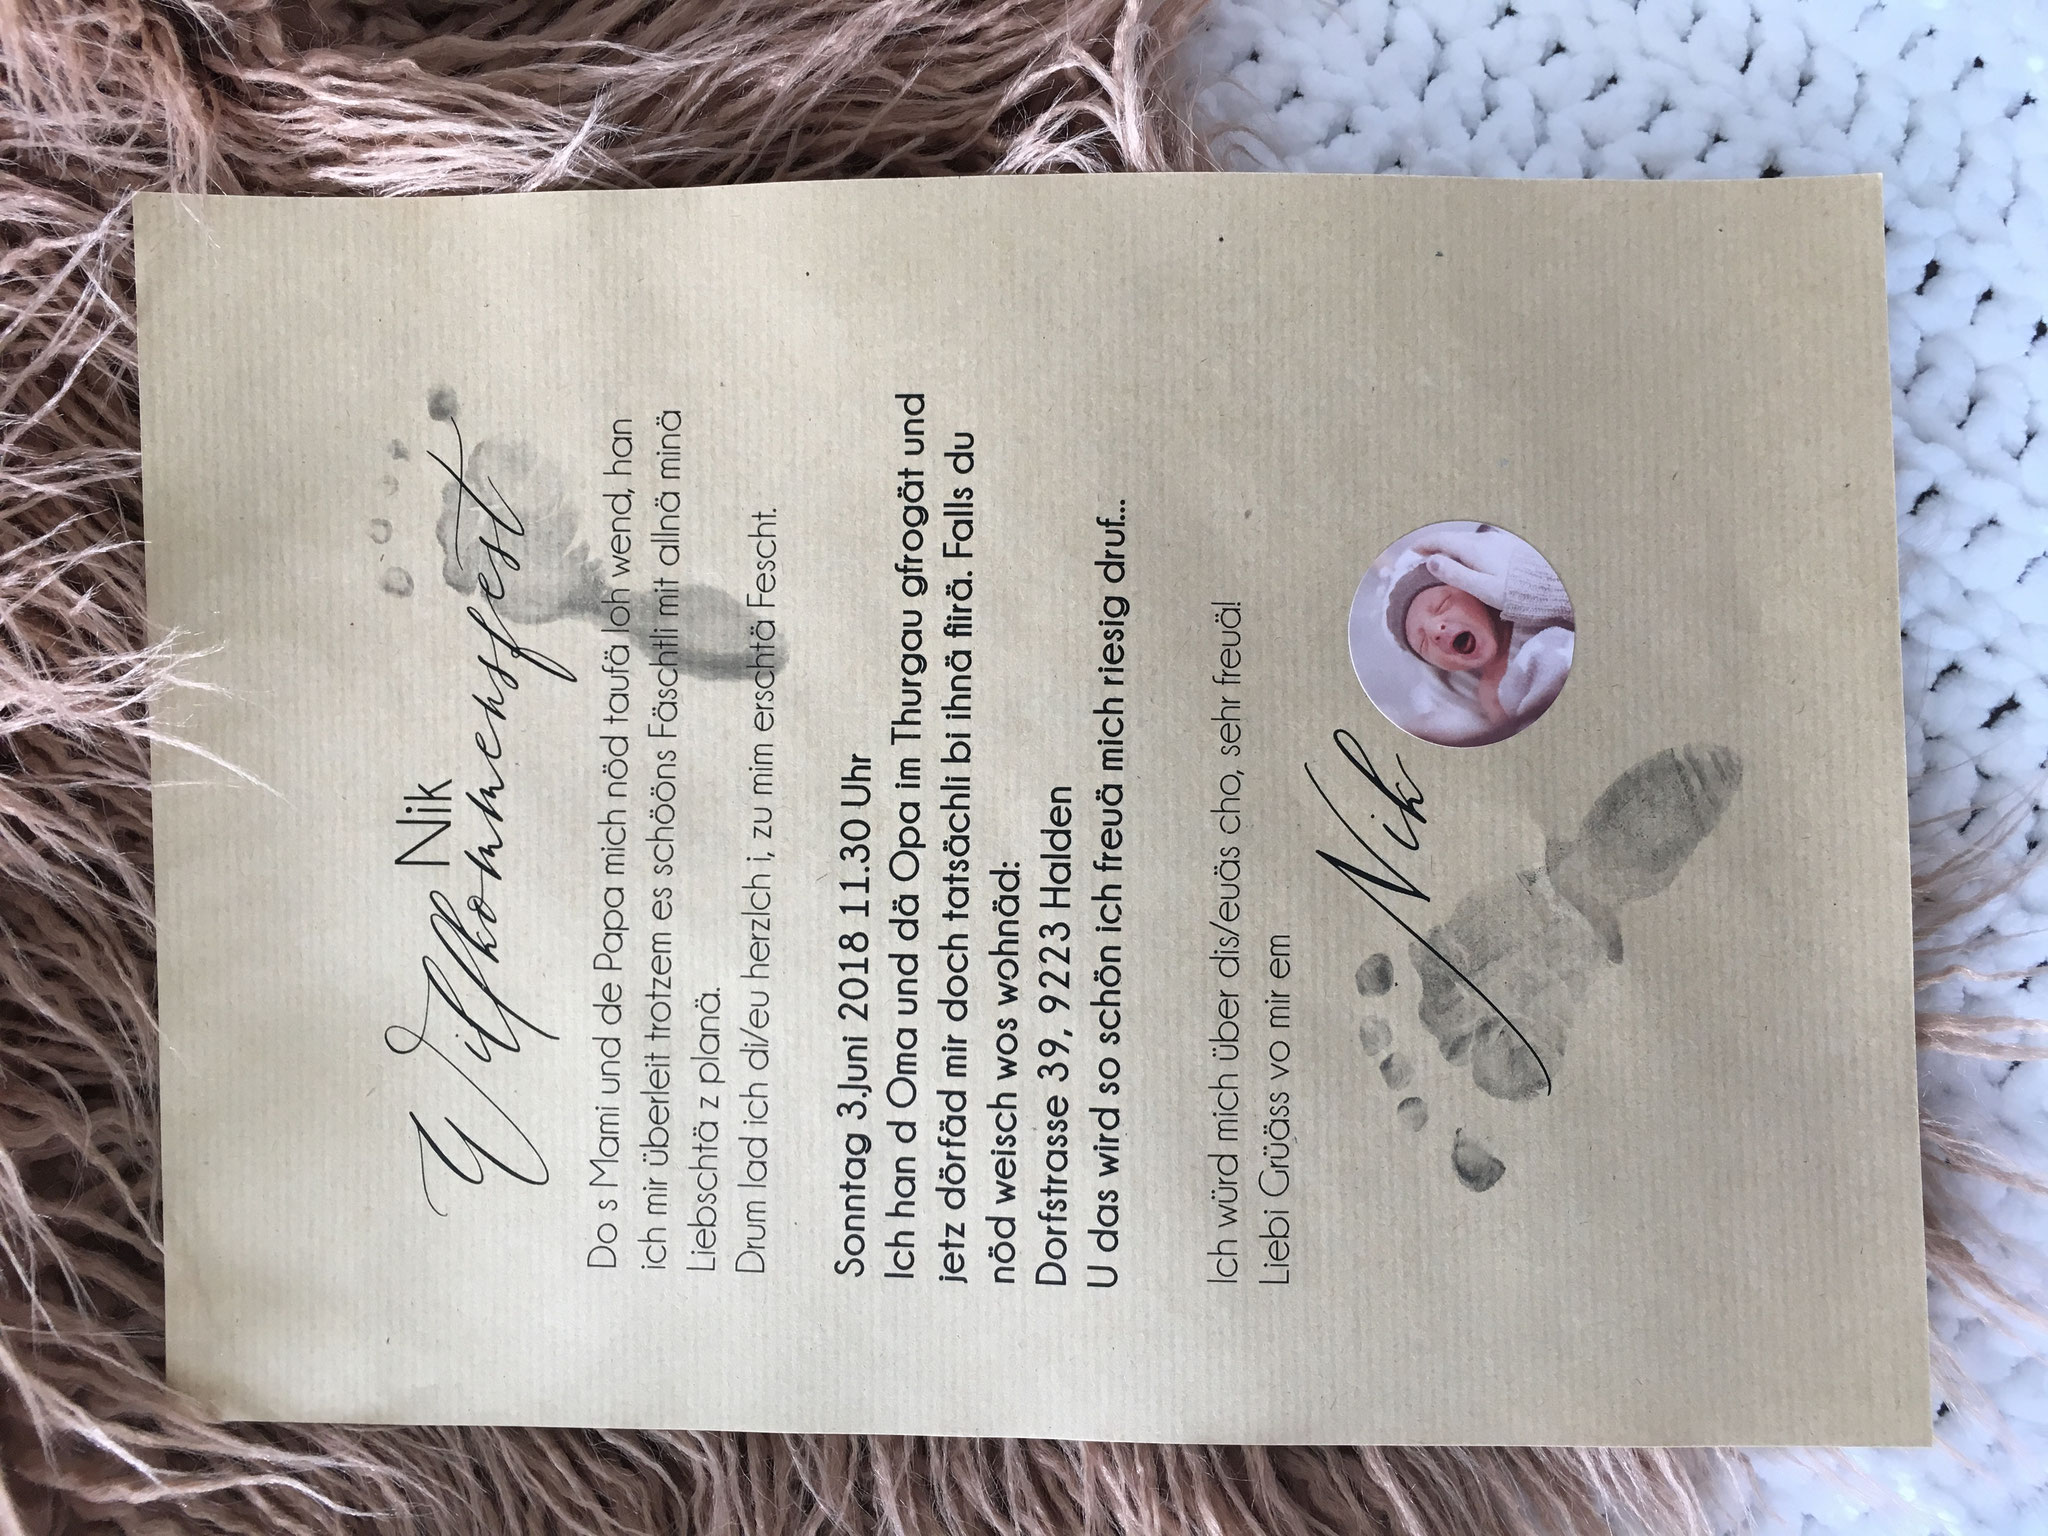 Nik
Willkommensfest
Do s Mami und de Papa mich nöd taufä loh wend, han
ich mir überleit trotzem es schööns Fäschtli mit allnä minä
Liebschtä z planä.
Drum lad ich di/eu herzlch i, zu mim erschtä Fescht.
Sonntag 3.Juni 2018 11.30 Uhr
Ich han d Oma und dä Opa im Thurgau gfrogät und
jetz dörfäd mir doch tatsächli bi ihnä fiirä. Falls du
nöd weisch wos wohnäd:
Dorfstrasse 39, 9223 Halden
U das wird so schön ich freuä mich riesig druf...
Ich würd mich über dis/euäs cho, sehr freuä!
Liebi Grüäss vo mir em
Nik